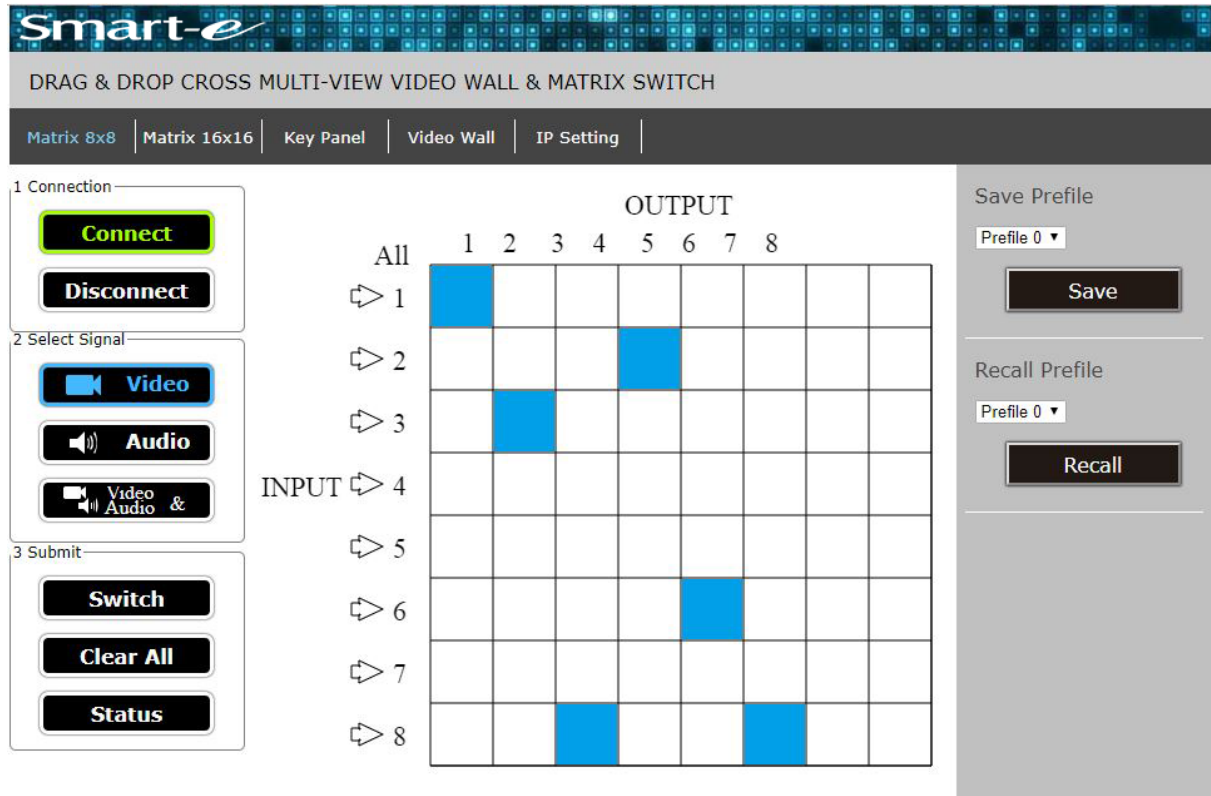 Smart-e
DRAG & DROP CROSS MULTI-VIEW VIDEO WALL & MATRIX SWITCH
Matrix 8x8 Matrix 16x16 Key Panel Video Wall IP Setting
1 Connection
Connect
Disconnect
2 Select Signal
Video
Audio
Video
Audio &
3 Submit
Switch
Clear All
Status
OUTPUT
All 1 2 3 4 5 6 7 8
1
2
3
INPUT 4
5
6
7
8
Save Prefile
Prefile 0
Save
Recall Prefile
Prefile 0
Recall